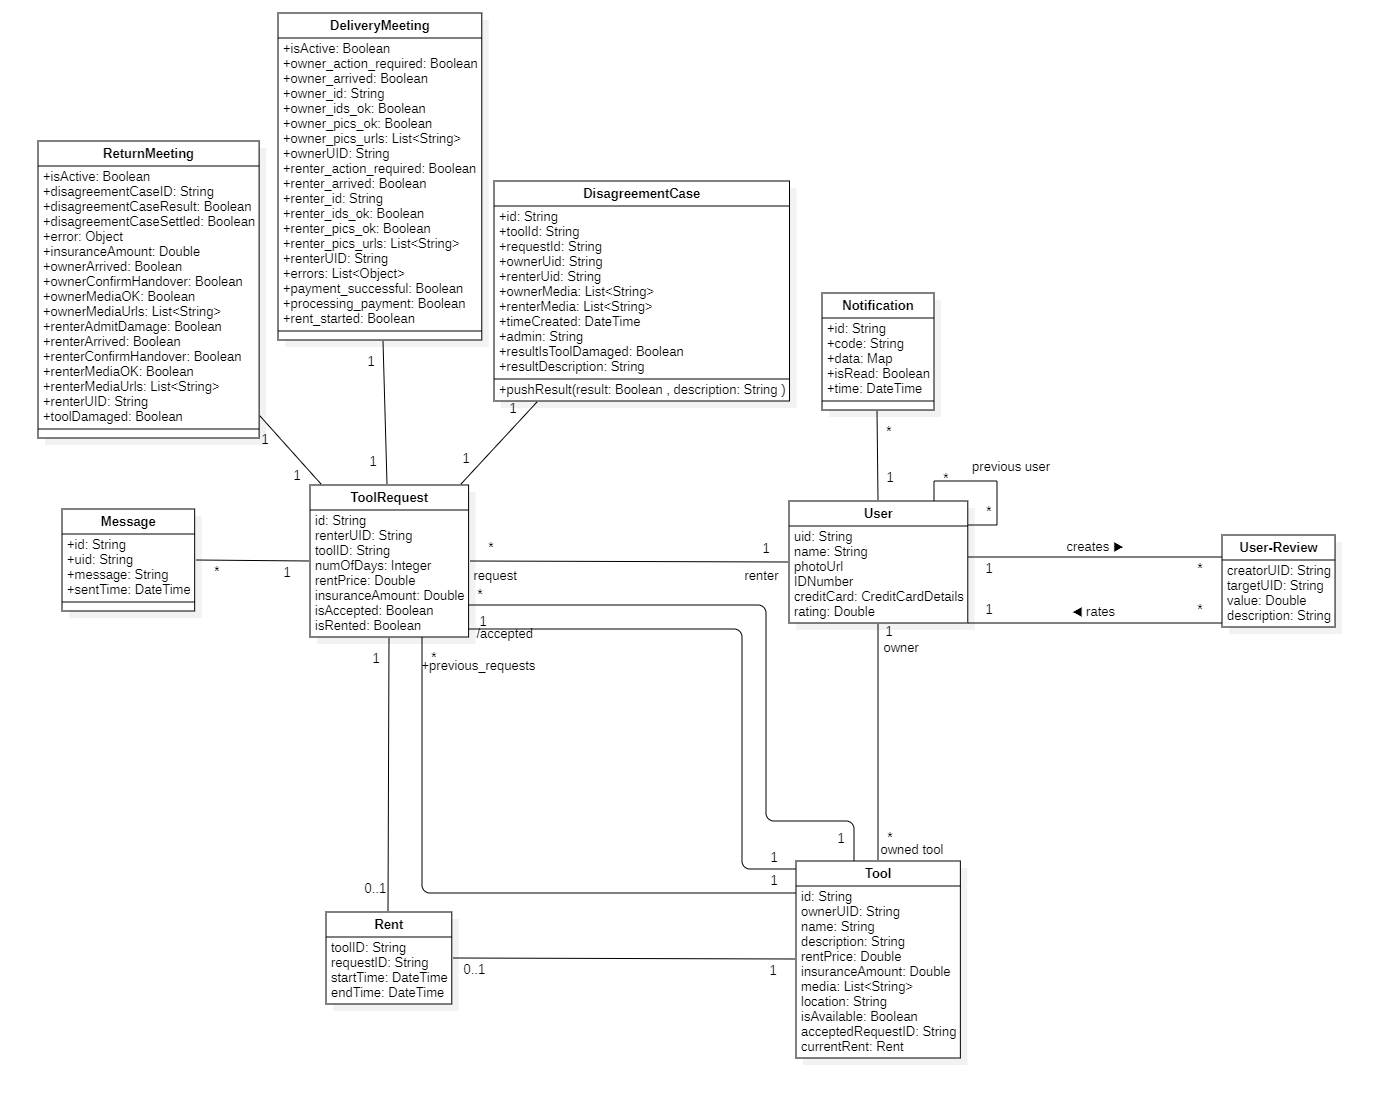 DeliveryMeeting
+isActive: Boolean
+owner_action_required: Boolean
+owner_arrived: Boolean
+owner_id: String
+owner_ids_ok: Boolean
+owner_pics_ok: Boolean
+owner_pics_urls: List<String>
+ownerUID: String
+renter_action_required: Boolean
+renter_arrived: Boolean
+renter_id: String
+renter_ids_ok: Boolean
+renter_pics_ok: Boolean
+renter_pics_urls: List<String>
+renterUID: String
+errors: List<Object>
+payment_successful: Boolean
+processing_payment: Boolean
+rent_started: Boolean
ReturnMeeting
+isActive: Boolean
+disagreementCaseID: String
+disagreementCaseResult: Boolean
+disagreementCaseSettled: Boolean
+error: Object
+insuranceAmount: Double
+ownerArrived: Boolean
+ownerConfirmHandover: Boolean
+ownerMediaOK: Boolean
+ownerMediaUrls: List<String>
+renterAdmitDamage: Boolean
+renterArrived: Boolean
+renterConfirmHandover: Boolean
+renterMediaOK: Boolean
+renterMediaUrls: List<String>
+renterUID: String
+toolDamaged: Boolean
DisagreementCase
+id: String
+toolId: String
+requestId: String
+ownerUid: String
+renterUid: String
+ownerMedia: List<String>
+renterMedia: List<String>
+timeCreated: DateTime
+admin: String
+resultIsToolDamaged: Boolean
+resultDescription: String
+pushResult(result: Boolean , description: String )
Notification
+id: String
+code: String
+data: Map
+isRead: Boolean
+time: DateTime
1
1
1
1
1
1
*
1
* previous user
*
Message
+id: String
+uid: String
+message: String
+sentTime: DateTime
* 1
ToolRequest
id: String
renterUID: String
toolID: String
numOfDays: Integer
rentPrice: Double
insuranceAmount: Double
isAccepted: Boolean
isRented: Boolean
* 1
request renter
*
1
/accepted
*
+previous_requests
1
User
uid: String
name: String
photoUrl
IDNumber
creditCard: CreditCardDetails
rating: Double
creates ►
1 *
1 ◄ rates *
User-Review
creatorUID: String
targetUID: String
value: Double
description: String
1
owner
*
owned tool
1
1
1
0..1
Rent
toolID: String
requestID: String
startTime: DateTime
endTime: DateTime
0..1 1
Tool
id: String
ownerUID: String
name: String
description: String
rentPrice: Double
insuranceAmount: Double
media: List<String>
location: String
isAvailable: Boolean
acceptedRequestID: String
currentRent: Rent